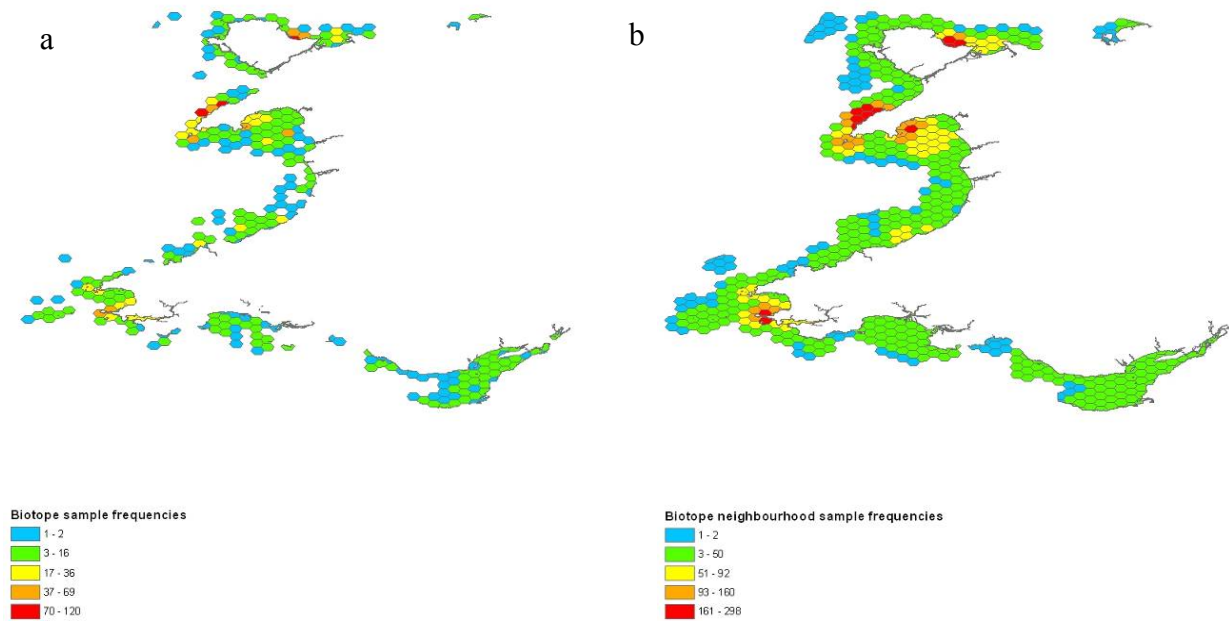 a
b
Biotope sample frequencies
1 - 2
3 - 16
17 - 36
37 - 69
70 - 120
Biotope neighbourhood sample frequencies
1 - 2
3 - 50
51 - 92
93 - 160
161 - 298